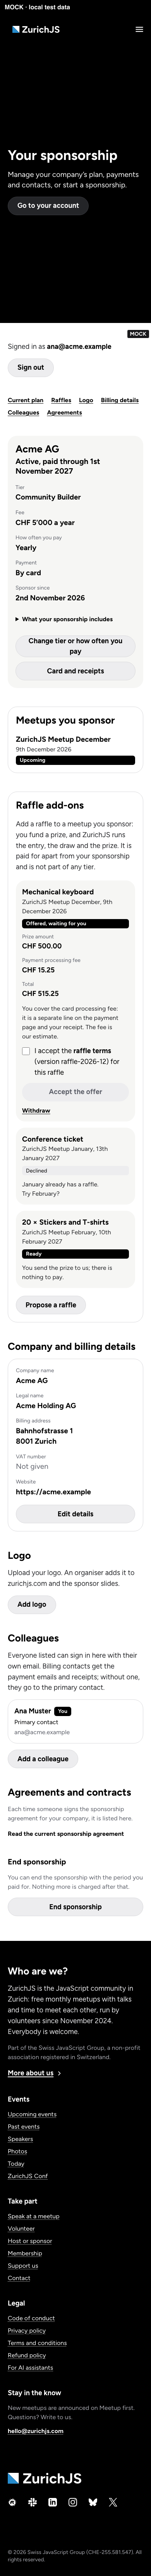 MOCK · local test data
ZurichJS
Your sponsorship
Manage your company's plan, payments
and contacts, or start a sponsorship.
Go to your account
MOCK
Signed in as ana@acme.example
Sign out
Current plan Raffles Logo Billing details
Colleagues Agreements
Acme AG
Active, paid through 1st
November 2027
Tier
Community Builder
Fee
CHF 5'000 a year
How often you pay
Yearly
Payment
By card
Sponsor since
2nd November 2026
What your sponsorship includes
Change tier or how often you
pay
Card and receipts
Meetups you sponsor
ZurichJS Meetup December
9th December 2026
Upcoming
Raffle add-ons
Add a raffle to a meetup you sponsor:
you fund a prize, and ZurichJS runs
the entry, the draw and the prize. It is
paid for apart from your sponsorship
and is not part of any tier.
Mechanical keyboard
ZurichJS Meetup December, 9th
December 2026
Offered, waiting for you
Prize amount
CHF 500.00
Payment processing fee
CHF 15.25
Total
CHF 515.25
You cover the card processing fee:
it is a separate line on the payment
page and your receipt. The fee is
our estimate.
I accept the raffle terms
(version raffle-2026-12) for
this raffle
Accept the offer
Withdraw
Conference ticket
ZurichJS Meetup January, 13th
January 2027
Declined
January already has a raffle.
Try February?
20 × Stickers and T-shirts
ZurichJS Meetup February, 10th
February 2027
Ready
You send the prize to us; there is
nothing to pay.
Propose a raffle
Company and billing details
Company name
Acme AG
Legal name
Acme Holding AG
Billing address
Bahnhofstrasse 1
8001 Zurich
VAT number
Not given
Website
https://acme.example
Edit details
Logo
Upload your logo. An organiser adds it to
zurichjs.com and the sponsor slides.
Add logo
Colleagues
Everyone listed can sign in here with their
own email. Billing contacts get the
payment emails and receipts; without one,
they go to the primary contact.
Ana Muster You
Primary contact
ana@acme.example
Add a colleague
Agreements and contracts
Each time someone signs the sponsorship
agreement for your company, it is listed here.
Read the current sponsorship agreement
End sponsorship
You can end the sponsorship with the period you
paid for. Nothing more is charged after that.
End sponsorship
Who are we?
ZurichJS is the JavaScript community in
Zurich: free monthly meetups with talks
and time to meet each other, run by
volunteers since November 2024.
Everybody is welcome.
Part of the Swiss JavaScript Group, a non-profit
association registered in Switzerland.
More about us
Events
Upcoming events
Past events
Speakers
Photos
Today
ZurichJS Conf
Take part
Speak at a meetup
Volunteer
Host or sponsor
Membership
Support us
Contact
Legal
Code of conduct
Privacy policy
Terms and conditions
Refund policy
For AI assistants
Stay in the know
New meetups are announced on Meetup first.
Questions? Write to us.
hello@zurichjs.com
ZurichJS
© 2026 Swiss JavaScript Group (CHE-255.581.547). All
rights reserved.